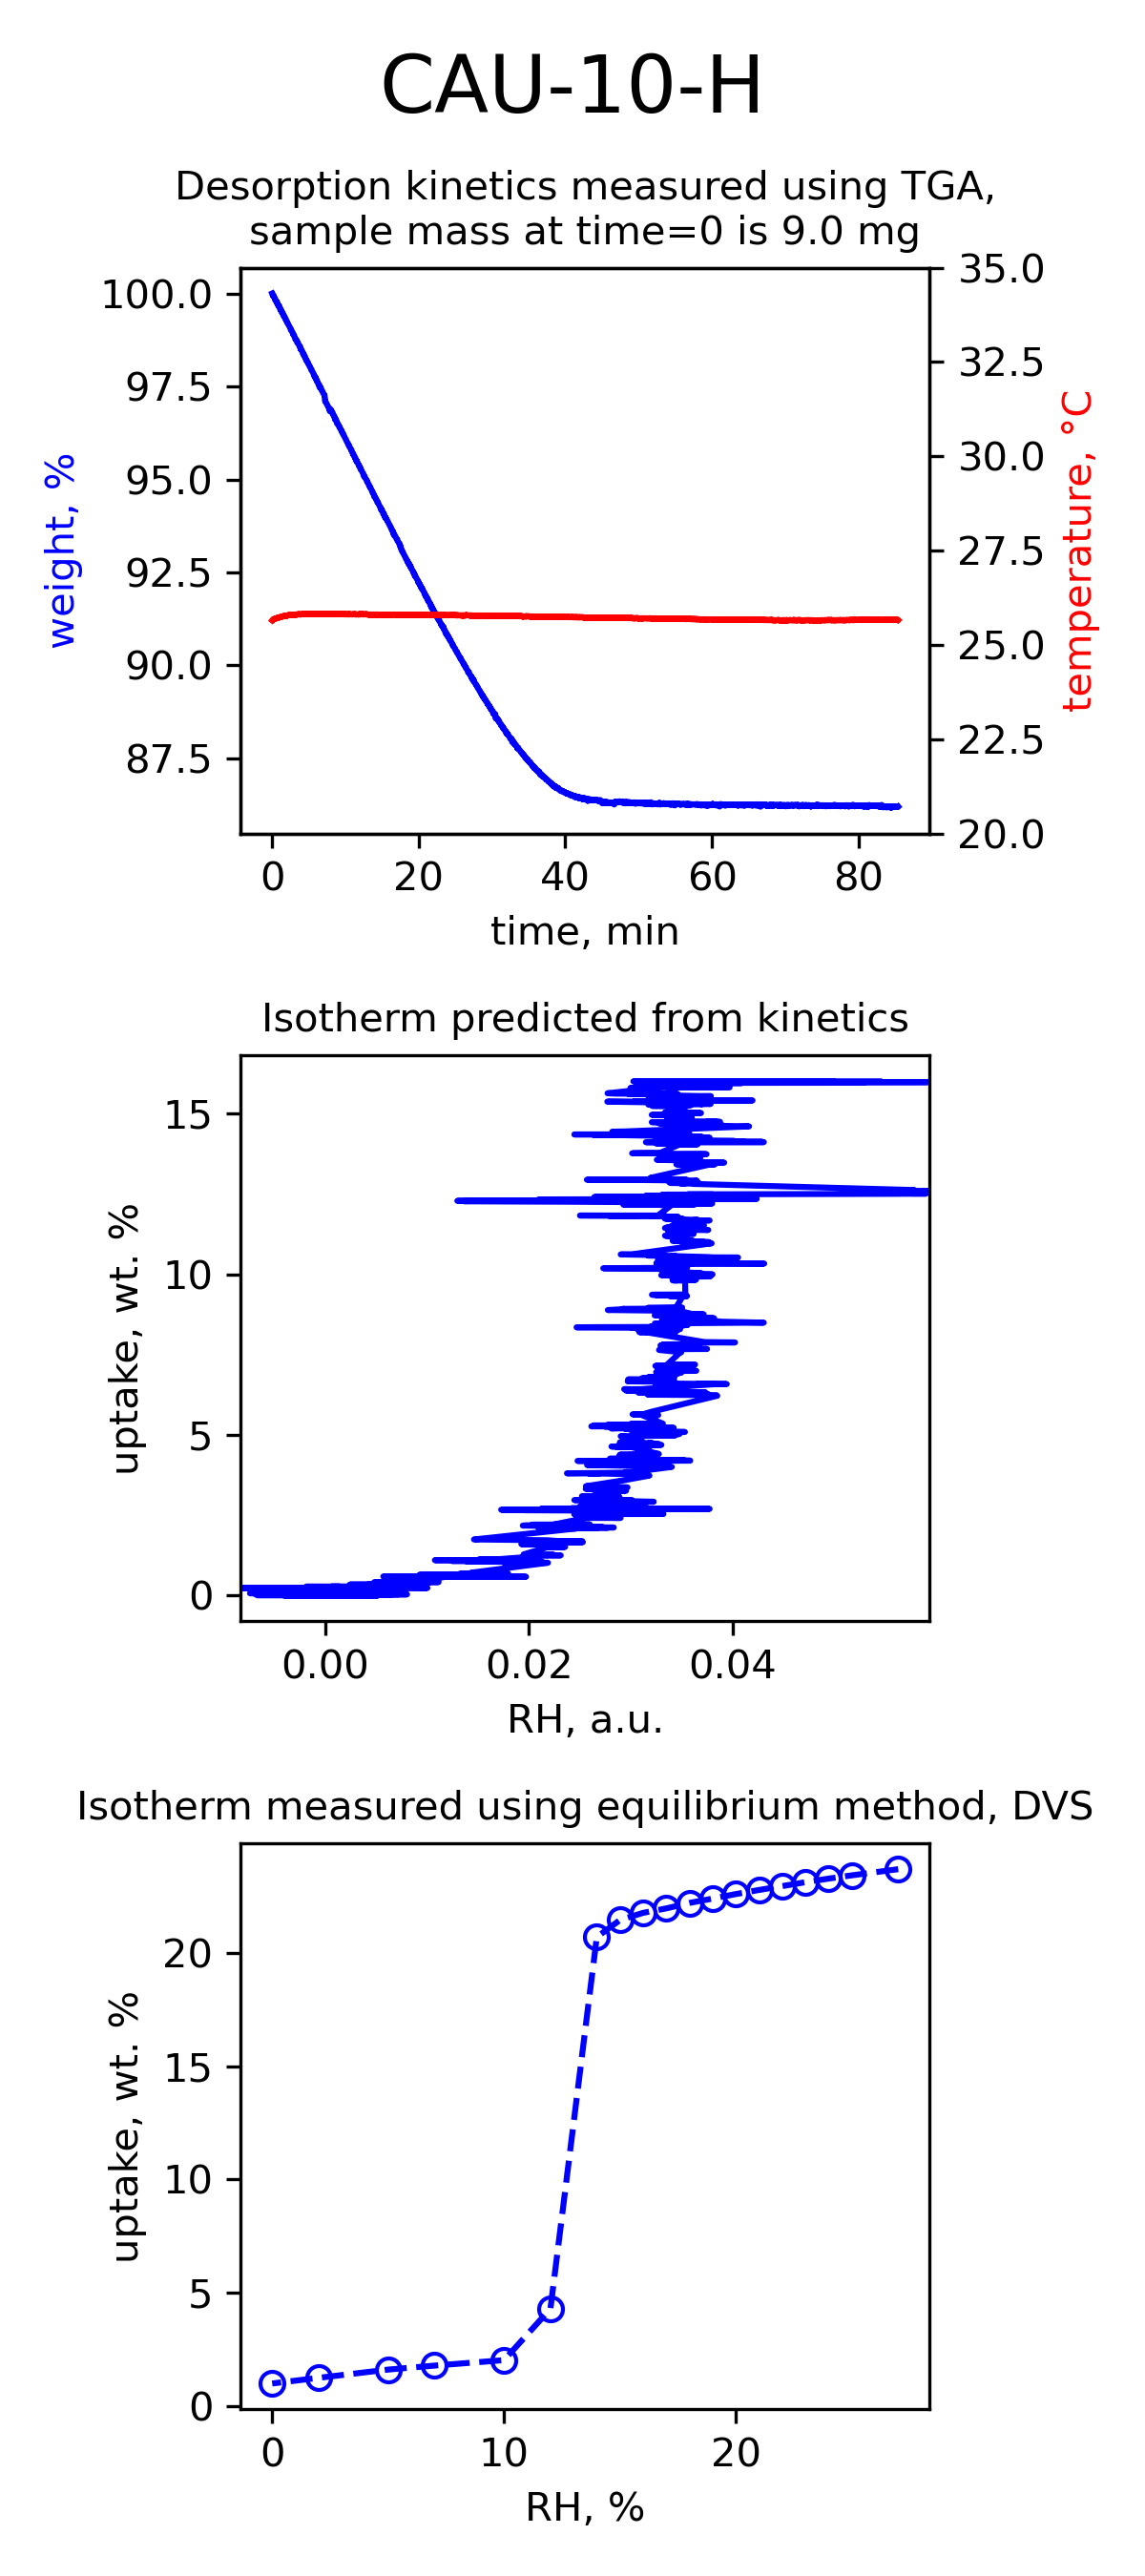 CAU-10-H
Desorption kinetics measured using TGA,
sample mass at time=0 is 9.0 mg
100.0
97.5
95.0
92.5
90.0
87.5
weight, %
35.0
32.5
30.0
27.5
25.0
22.5
20.0
temperature, °C
0 20 40 60 80
time, min
Isotherm predicted from kinetics
15
10
5
0
uptake, wt. %
0.00 0.02 0.04
RH, a.u.
Isotherm measured using equilibrium method, DVS
20
15
10
5
0
uptake, wt. %
0 10 20
RH, %